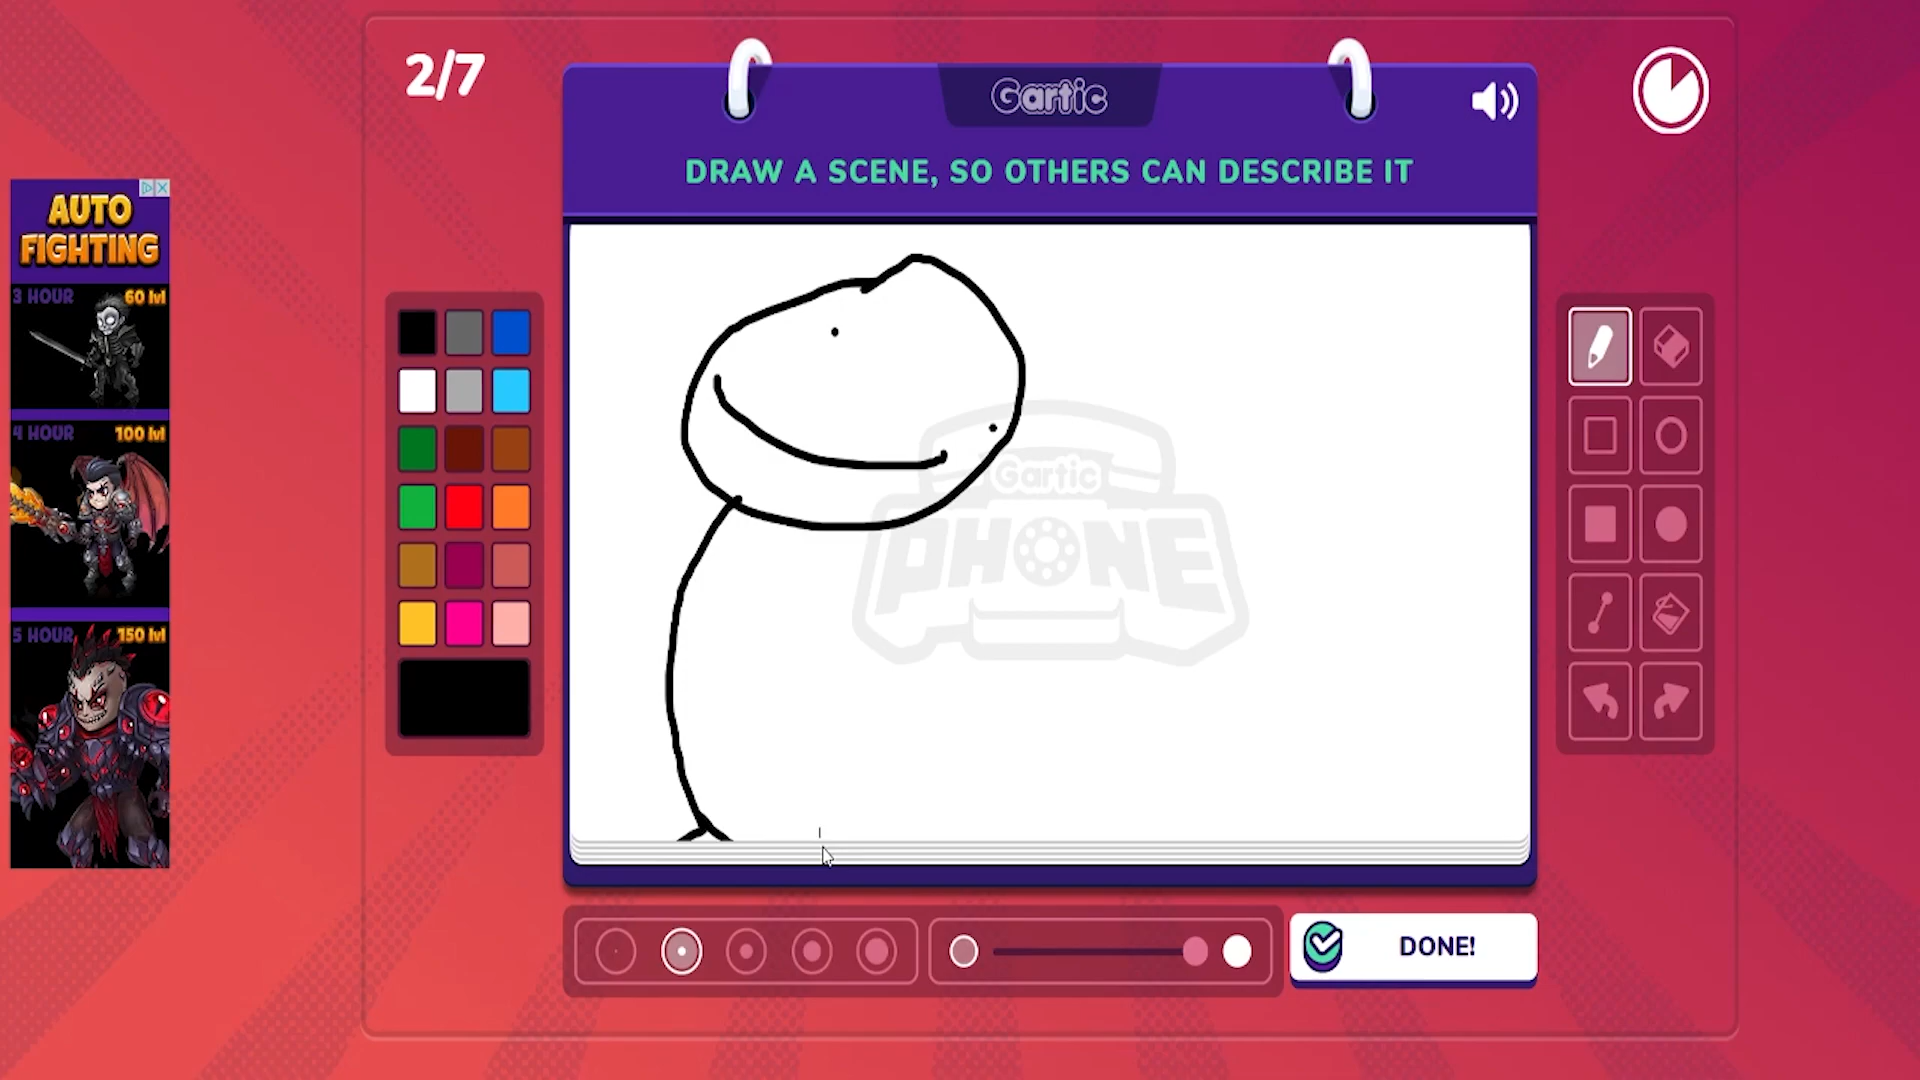 2/7
Gartic
DRAW A SCENE, SO OTHERS CAN DESCRIBE IT
AUTO
FIGHTING
3 HOUR 60 lvl
4 HOUR 100 lvl
5 HOUR 150 lvl
Gartic
PHONE
DONE!